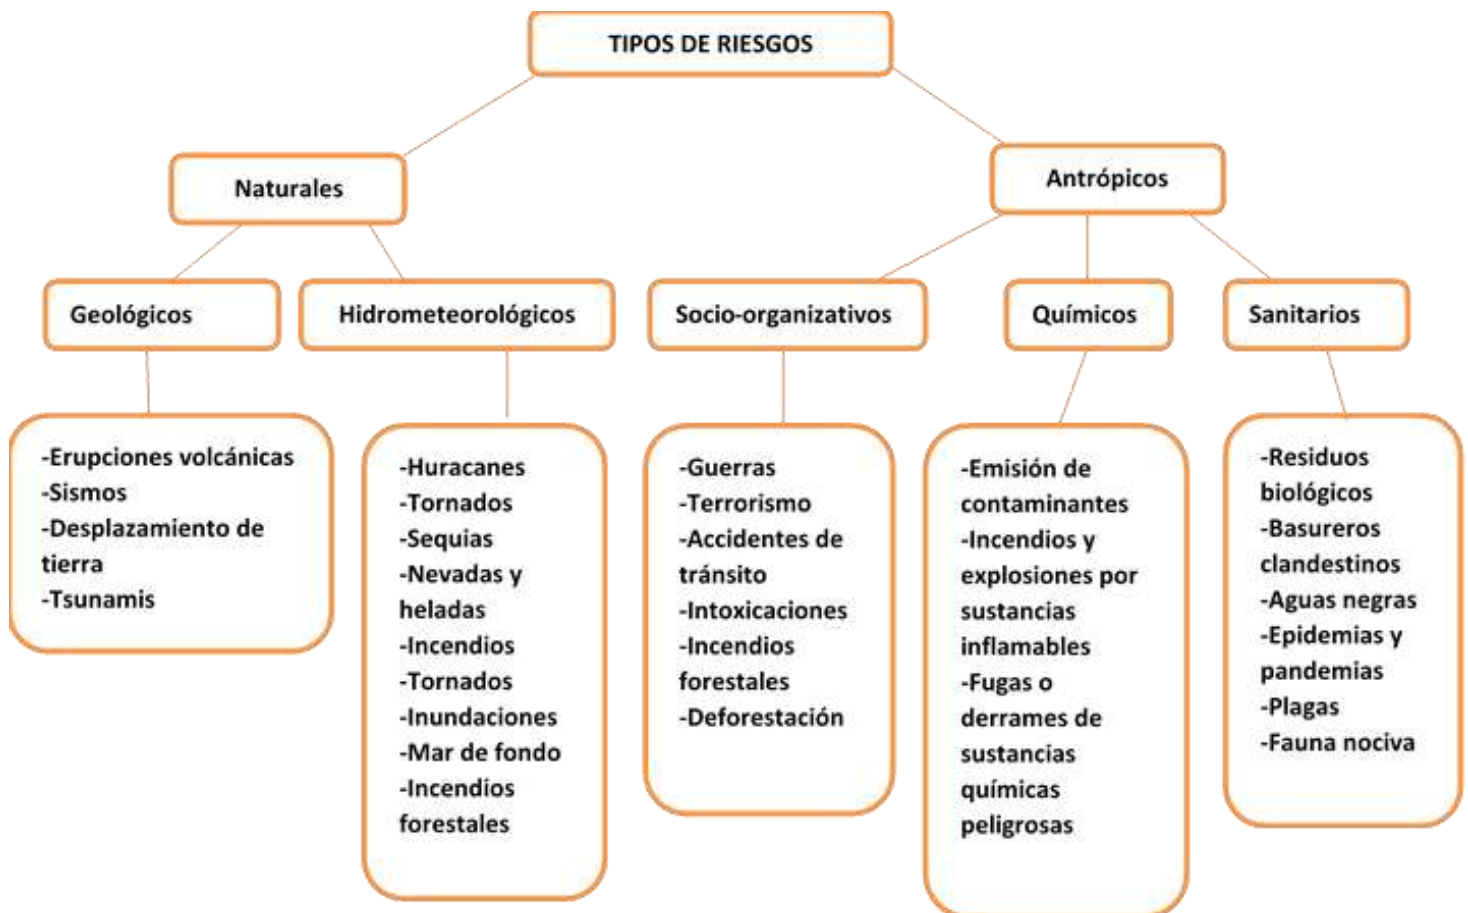 TIPOS DE RIESGOS
Naturales
Antrópicos
Geológicos
Hidrometeorológicos
Socio-organizativos
Químicos
Sanitarios
-Erupciones volcánicas
-Sismos
-Desplazamiento de
tierra
-Tsunamis
-Huracanes
-Tornados
-Sequias
-Nevadas y
heladas
-Incendios
-Tornados
-Inundaciones
-Mar de fondo
-Incendios
forestales
-Guerras
-Terrorismo
-Accidentes de
tránsito
-Intoxicaciones
-Incendios
forestales
-Deforestación
-Emisión de
contaminantes
-Incendios y
explosiones por
sustancias
inflamables
-Fugas o
derrames de
sustancias
químicas
peligrosas
-Residuos
biológicos
-Basureros
clandestinos
-Aguas negras
-Epidemias y
pandemias
-Plagas
-Fauna nociva